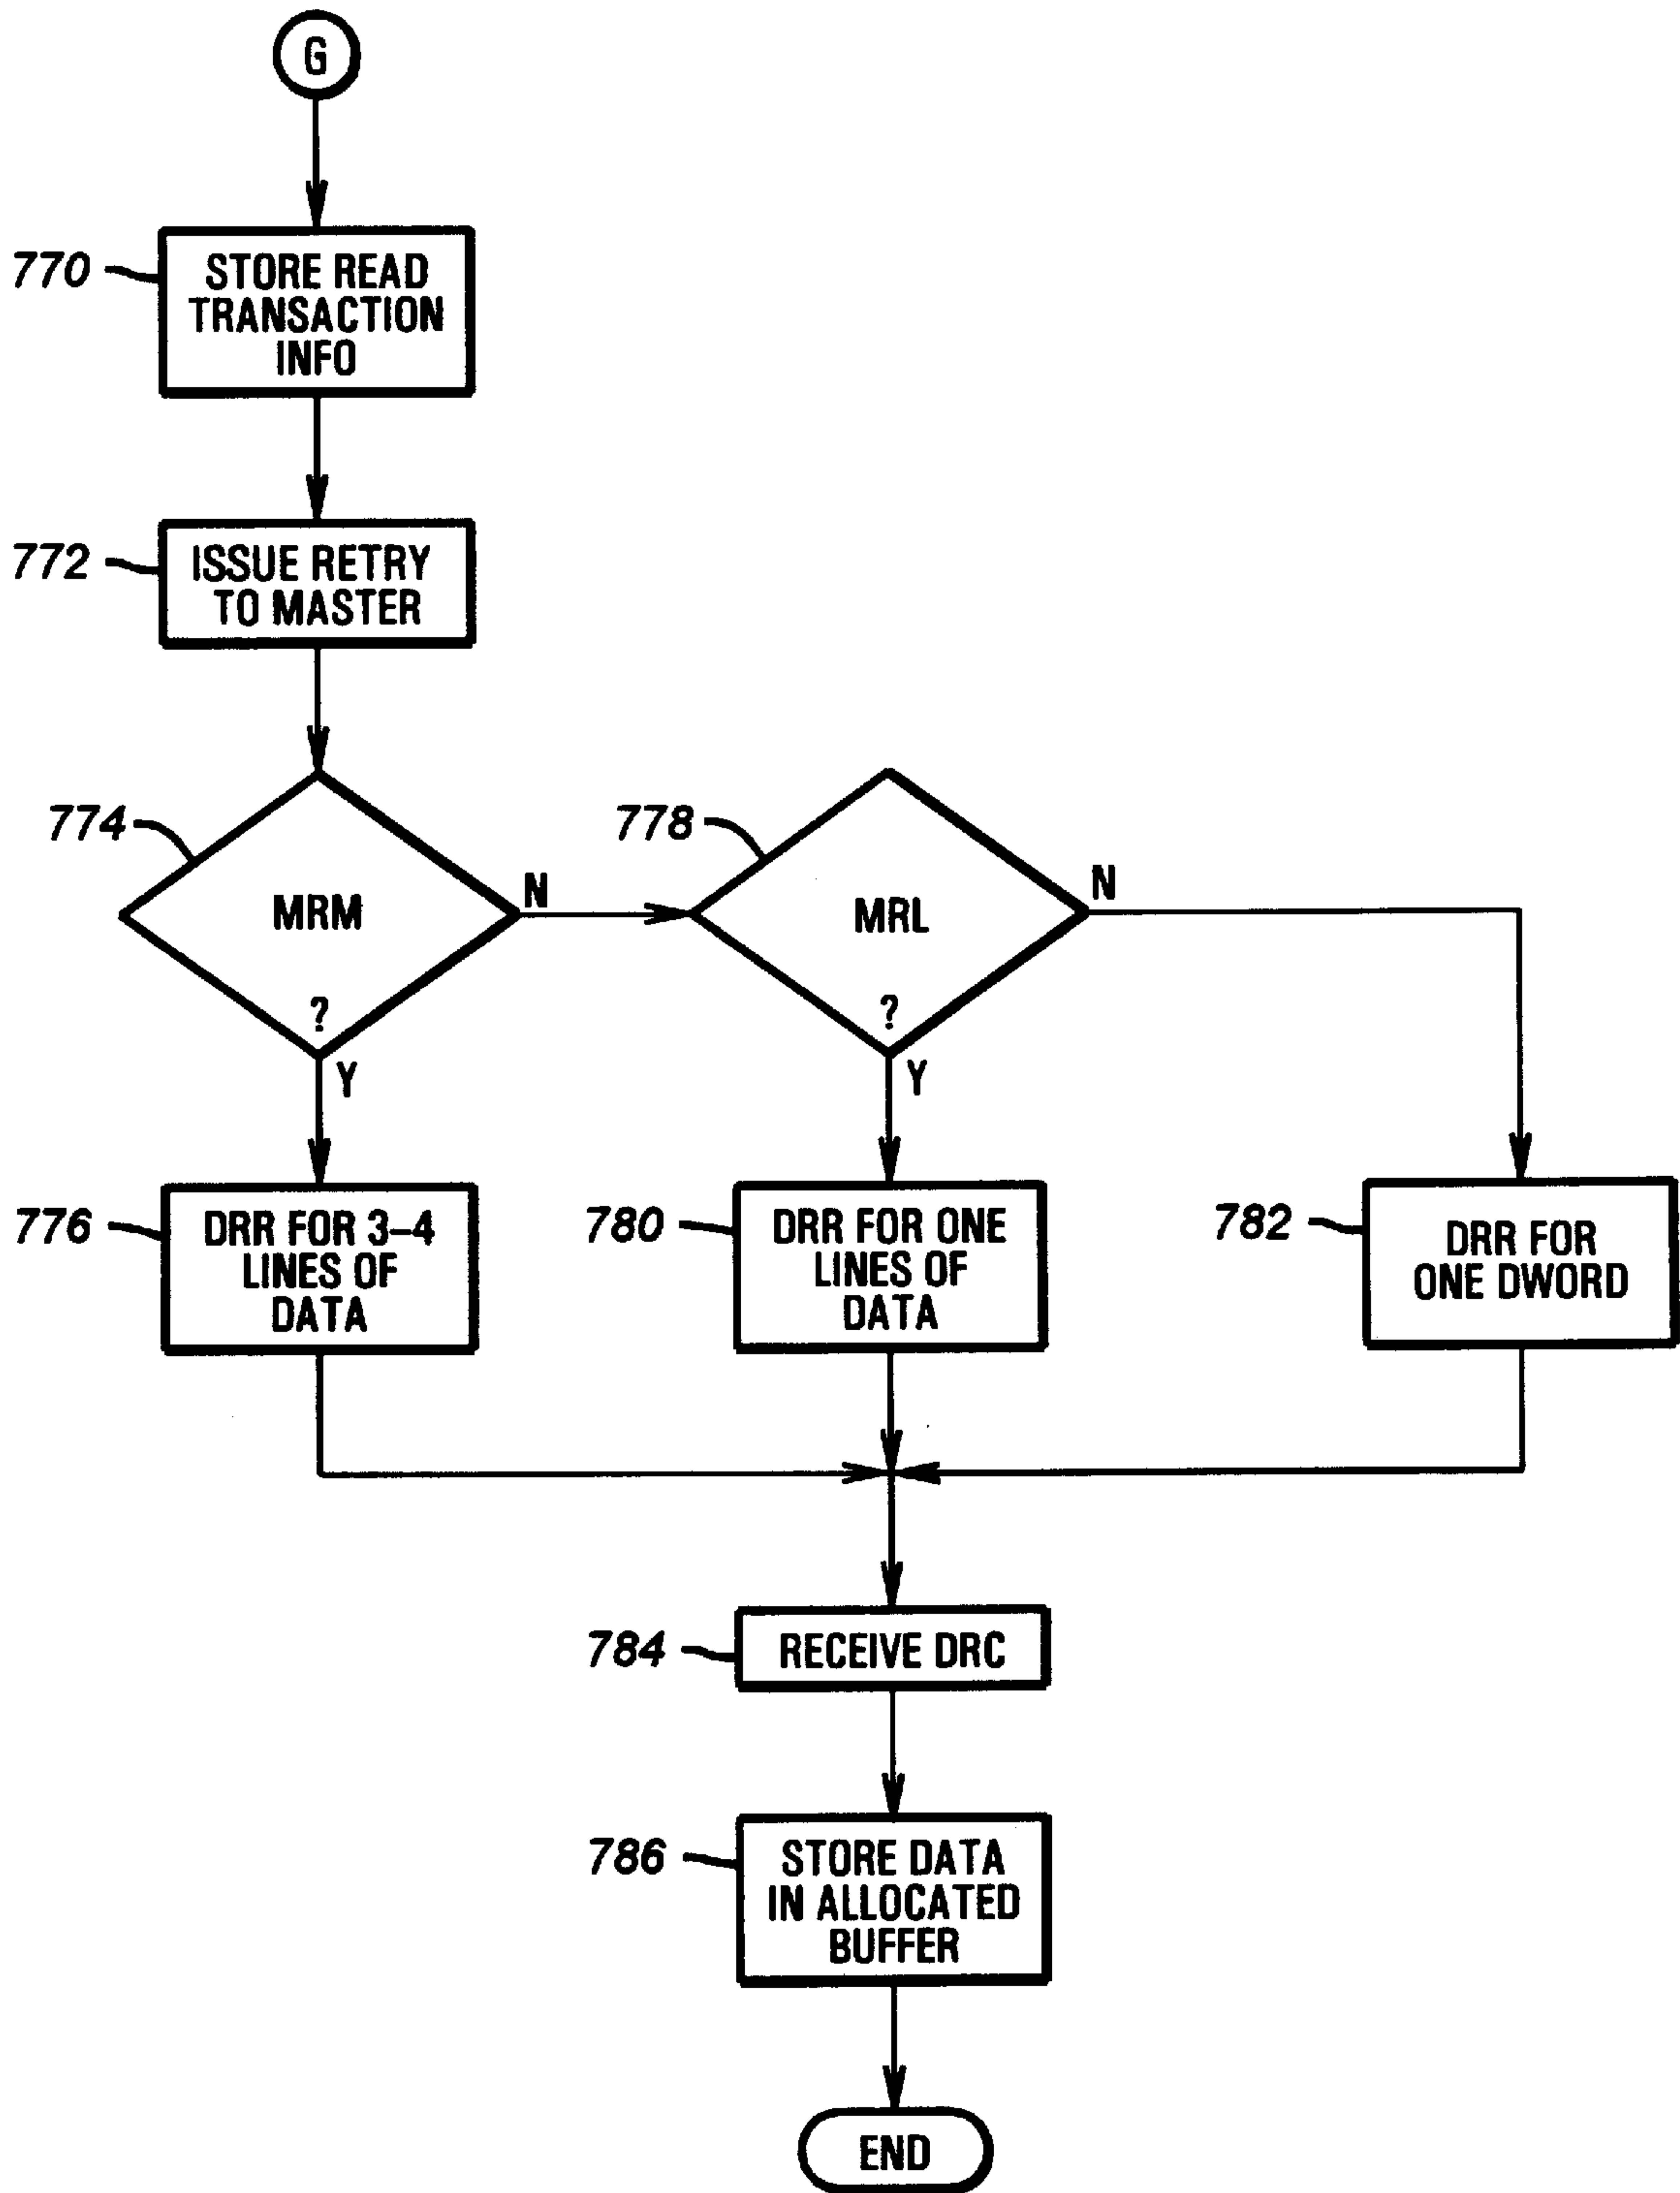 G
770
STORE READ
TRANSACTION
INFO
772
ISSUE RETRY
TO MASTER
774
MRM
?
N
Y
778
MRL
?
N
Y
776
DRR FOR 3–4
LINES OF
DATA
780
DRR FOR ONE
LINES OF
DATA
782
DRR FOR
ONE DWORD
784
RECEIVE DRC
786
STORE DATA
IN ALLOCATED
BUFFER
END